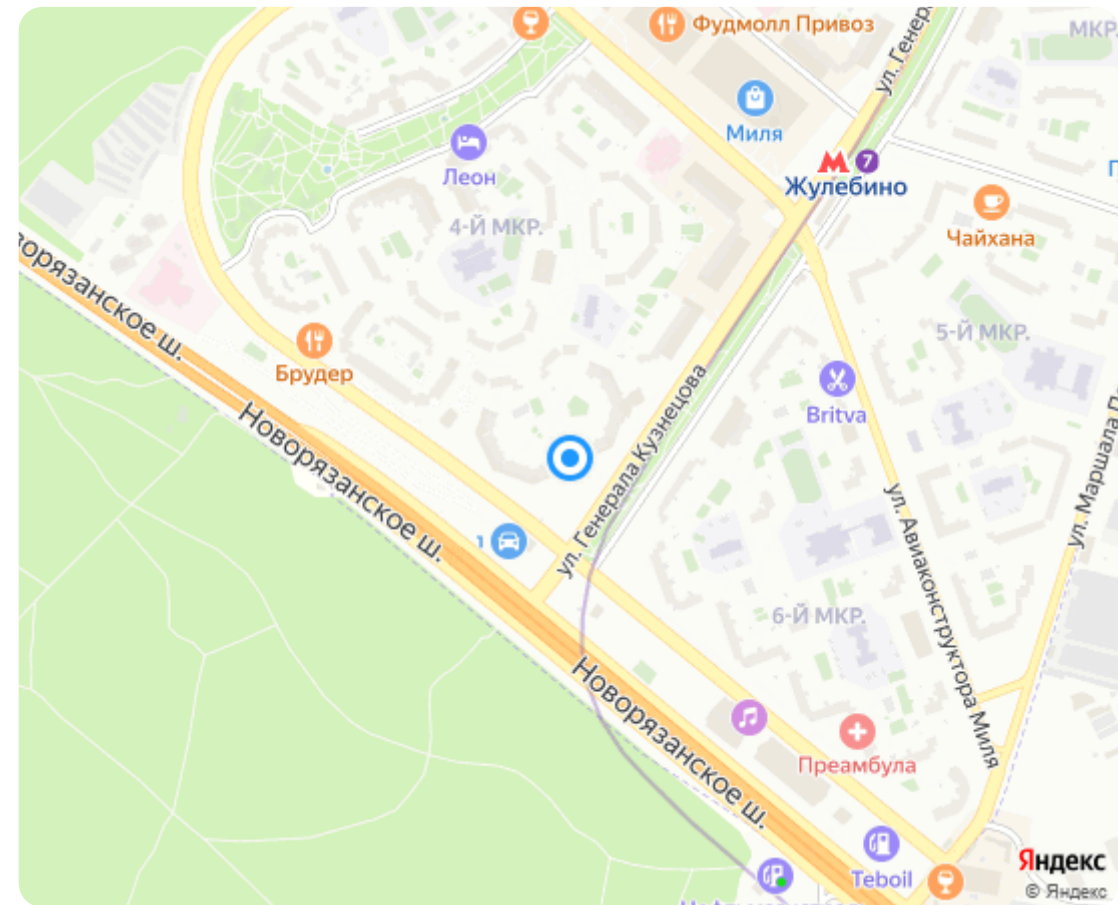 Фудмолл Привоз
МКР.
ул. Генер
Миля
7
Жулебино
Леон
4-Й МКР.
Чайхана
Новорязанское ш.
5-Й МКР.
Брудер
Britva
ул. Генерала Кузнецова
Новорязанское ш.
ул. Маршала П
1
ул. Авиаконструктора Миля
6-Й МКР.
Новорязанское ш.
Преамбула
Teboil
Яндекс
© Яндекс